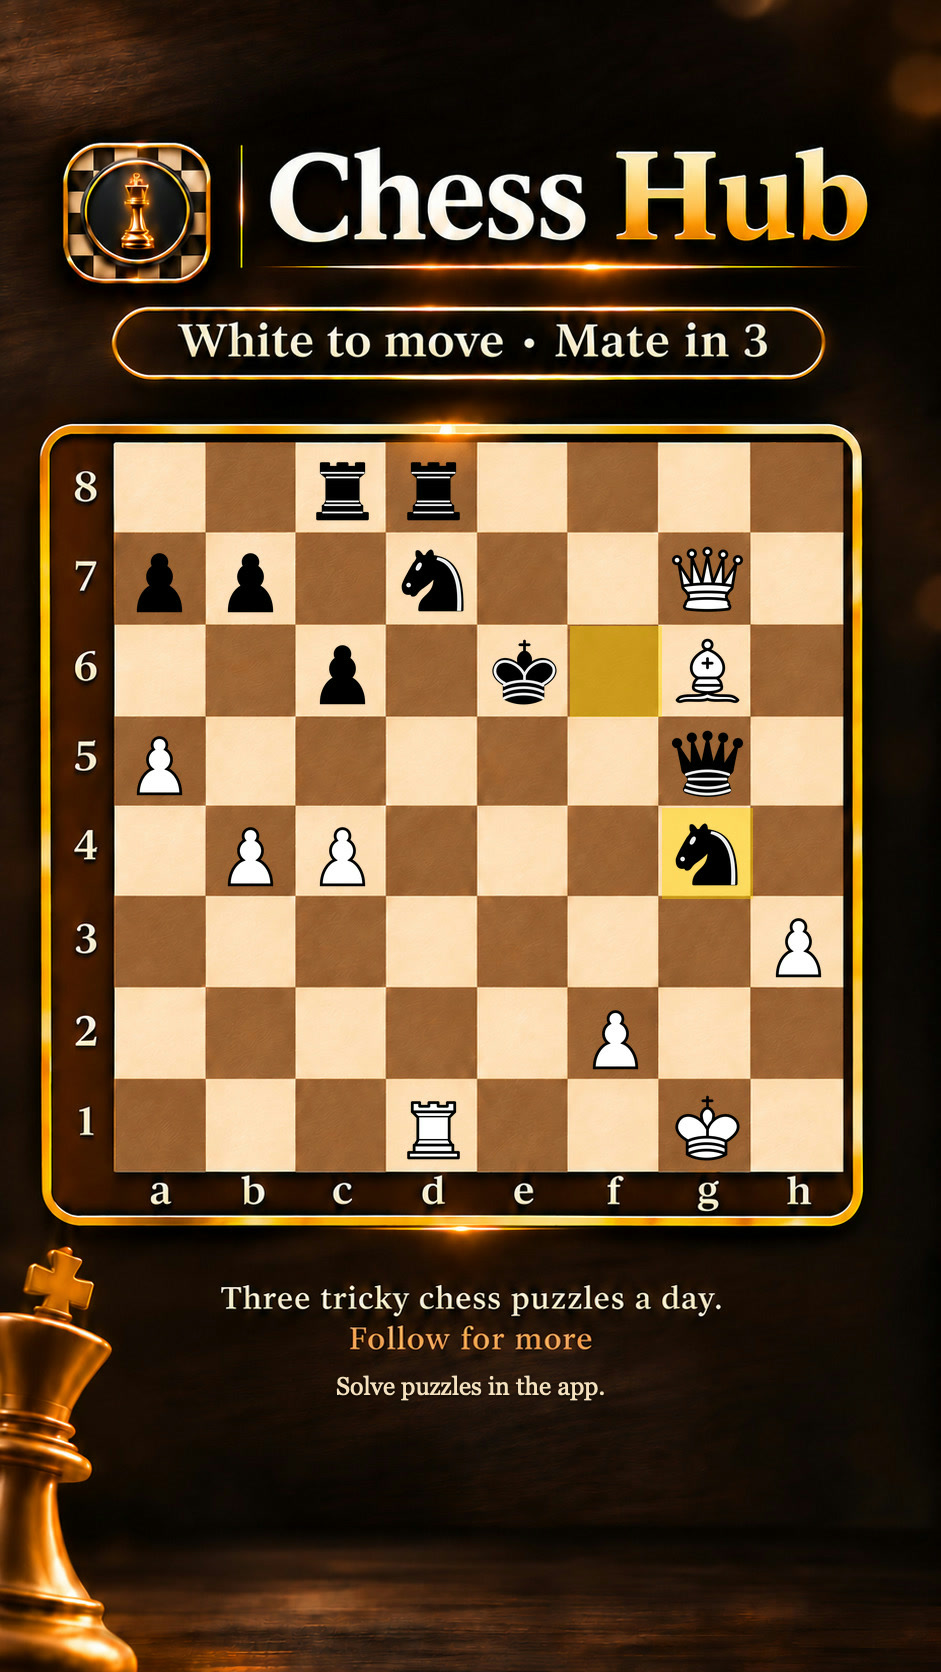 Chess Hub
White to move • Mate in 3
8
7
6
5
4
3
2
1
a b c d e f g h
Three tricky chess puzzles a day.
Follow for more
Solve puzzles in the app.